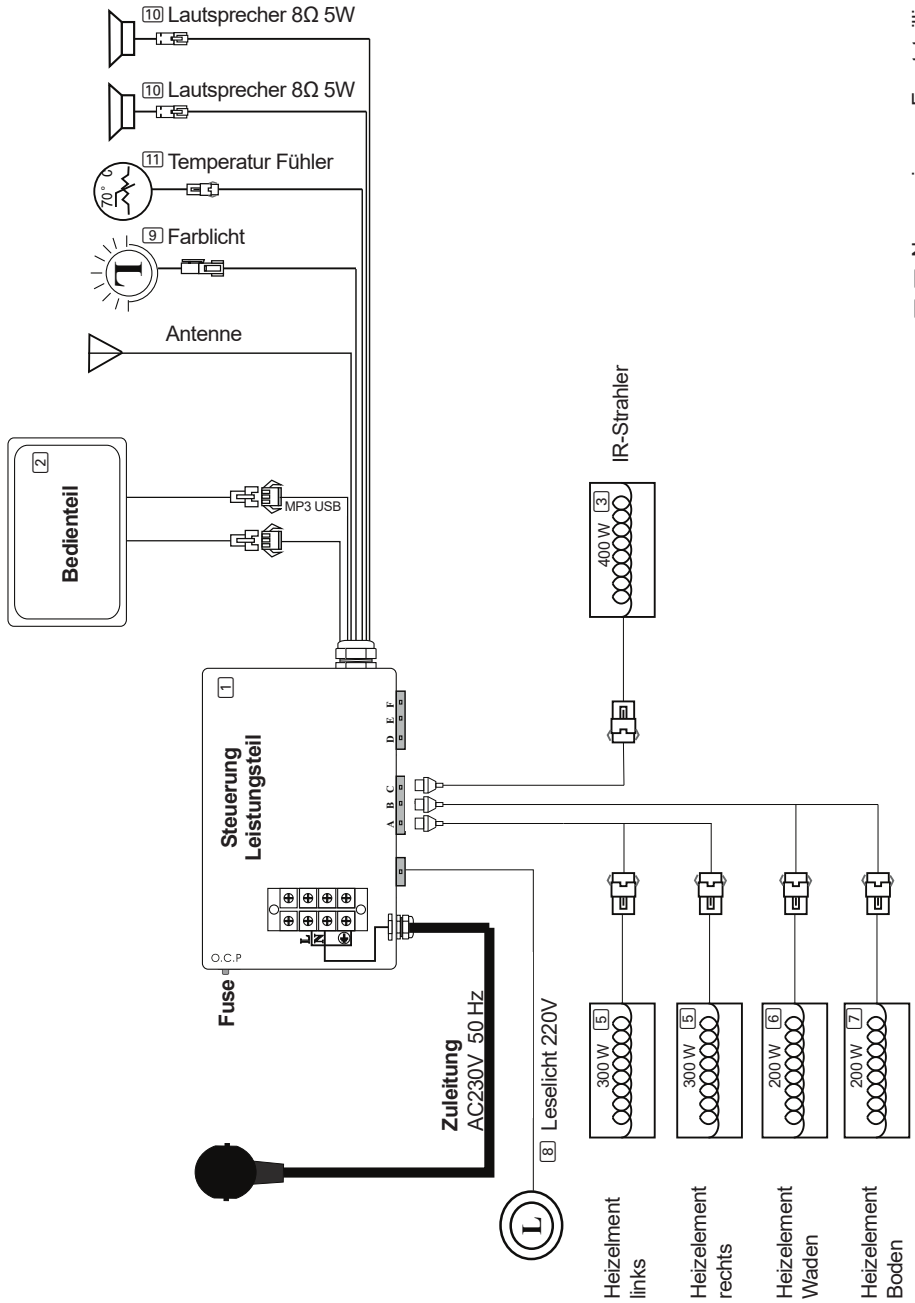 10 Lautsprecher 8Ω 5W
10 Lautsprecher 8Ω 5W
11 Temperatur Fühler
70° C
9 Farblicht
L
Antenne
2
Bedienteil
MP3 USB
1
Steuerung
Leistungsteil
O.C.P
Fuse
L
N
A B C
D E F
Zuleitung
AC230V 50 Hz
8 Leselicht 220V
L
IR-Strahler
400 W 3
300 W 5
300 W 5
200 W 6
200 W 7
Heizelment
links
Heizelement
rechts
Heizelement
Waden
Heizelement
Boden